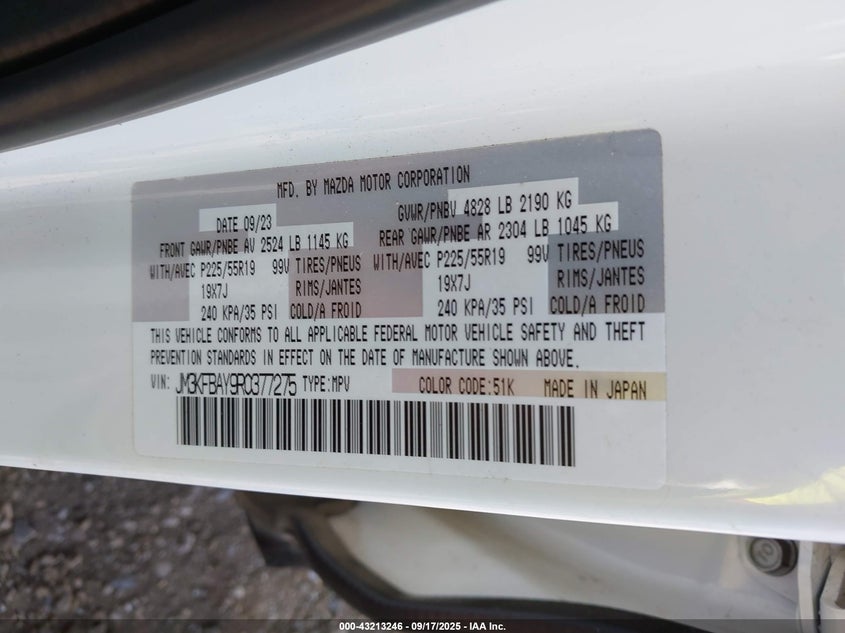 MFD. BY MAZDA MOTOR CORPORATION
DATE 09/23 GVWR/PNBV 4828 LB 2190 KG
FRONT GAWR/PNBE AV 2524 LB 1145 KG REAR GAWR/PNBE AR 2304 LB 1045 KG
WITH/AVEC P225/55R19 99V TIRES/PNEUS WITH/AVEC P225/55R19 99V TIRES/PNEUS
19X7J RIMS/JANTES 19X7J RIMS/JANTES
240 KPA/35 PSI COLD/A FROID 240 KPA/35 PSI COLD/A FROID
THIS VEHICLE CONFORMS TO ALL APPLICABLE FEDERAL MOTOR VEHICLE SAFETY AND THEFT
PREVENTION STANDARDS IN EFFECT ON THE DATE OF MANUFACTURE SHOWN ABOVE.
VIN: JM3KFBAY9R0377275 TYPE:MPV COLOR CODE:51K MADE IN JAPAN
000-43213246 - 09/17/2025 - IAA Inc.